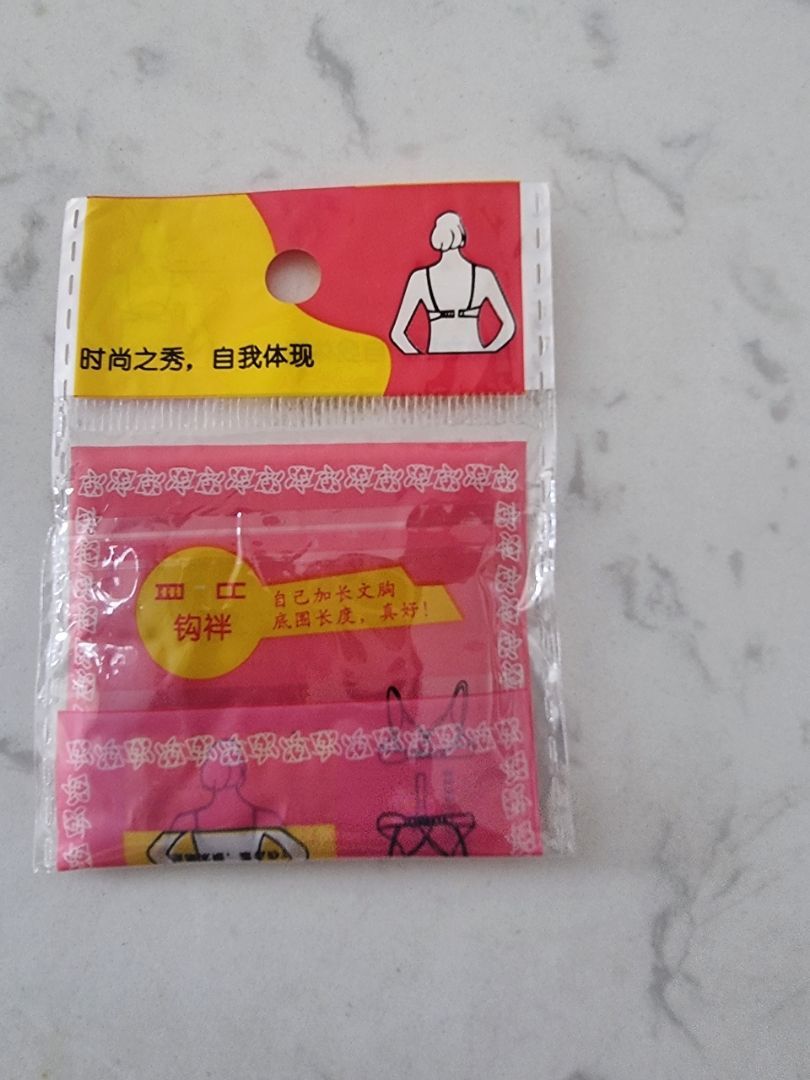 时尚之秀，自我体现
钩袢
自己加长文胸
底围长度，真好！